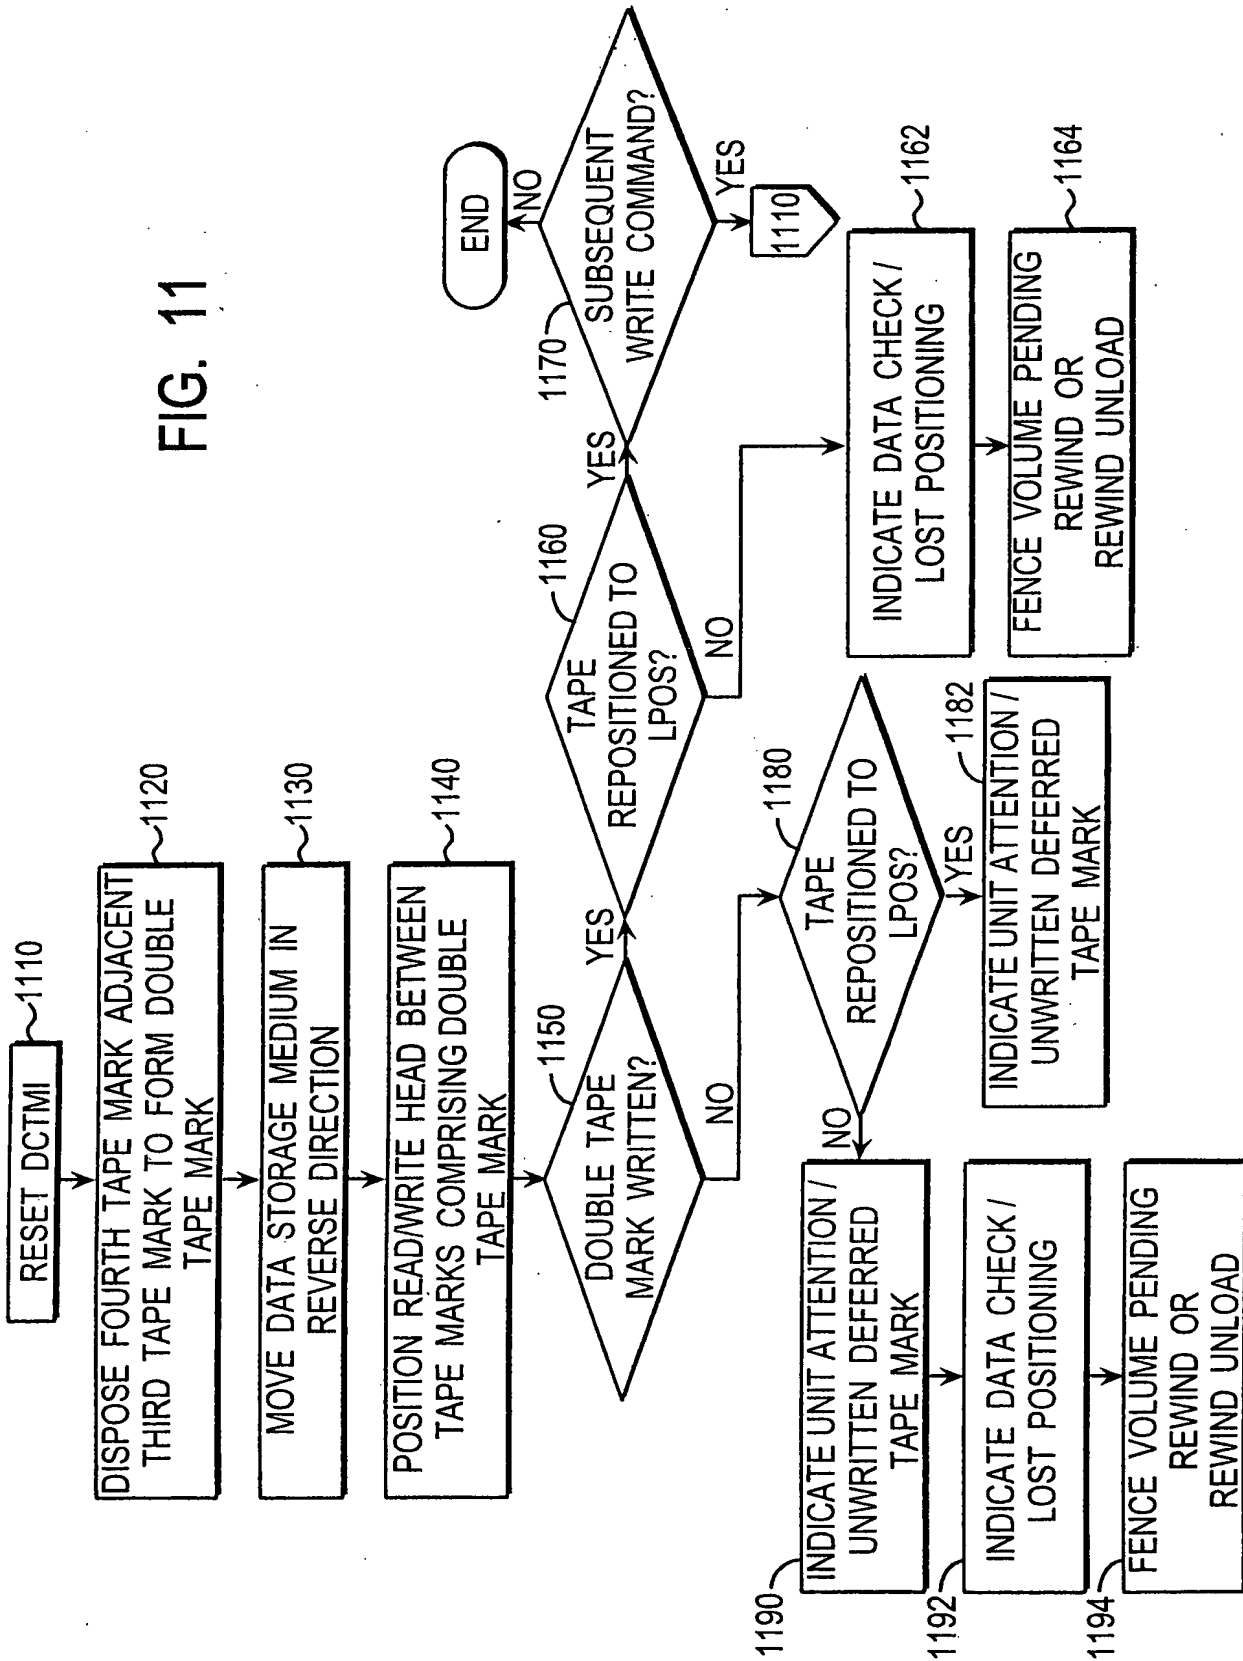 FIG. 11
RESET DCTMI
1110
DISPOSE FOURTH TAPE MARK ADJACENT
THIRD TAPE MARK TO FORM DOUBLE
TAPE MARK
1120
MOVE DATA STORAGE MEDIUM IN
REVERSE DIRECTION
1130
POSITION READ/WRITE HEAD BETWEEN
TAPE MARKS COMPRISING DOUBLE
TAPE MARK
1140
DOUBLE TAPE
MARK WRITTEN?
1150
YES
NO
TAPE
REPOSITIONED TO
LPOS?
1160
YES
NO
SUBSEQUENT
WRITE COMMAND?
1170
NO
END
YES
1110
INDICATE DATA CHECK/
LOST POSITIONING
1162
FENCE VOLUME PENDING
REWIND OR
REWIND UNLOAD
1164
TAPE
REPOSITIONED TO
LPOS?
1180
YES
NO
INDICATE UNIT ATTENTION/
UNWRITTEN DEFERRED
TAPE MARK
1182
INDICATE UNIT ATTENTION/
UNWRITTEN DEFERRED
TAPE MARK
1190
INDICATE DATA CHECK/
LOST POSITIONING
1192
FENCE VOLUME PENDING
REWIND OR
REWIND UNLOAD
1194